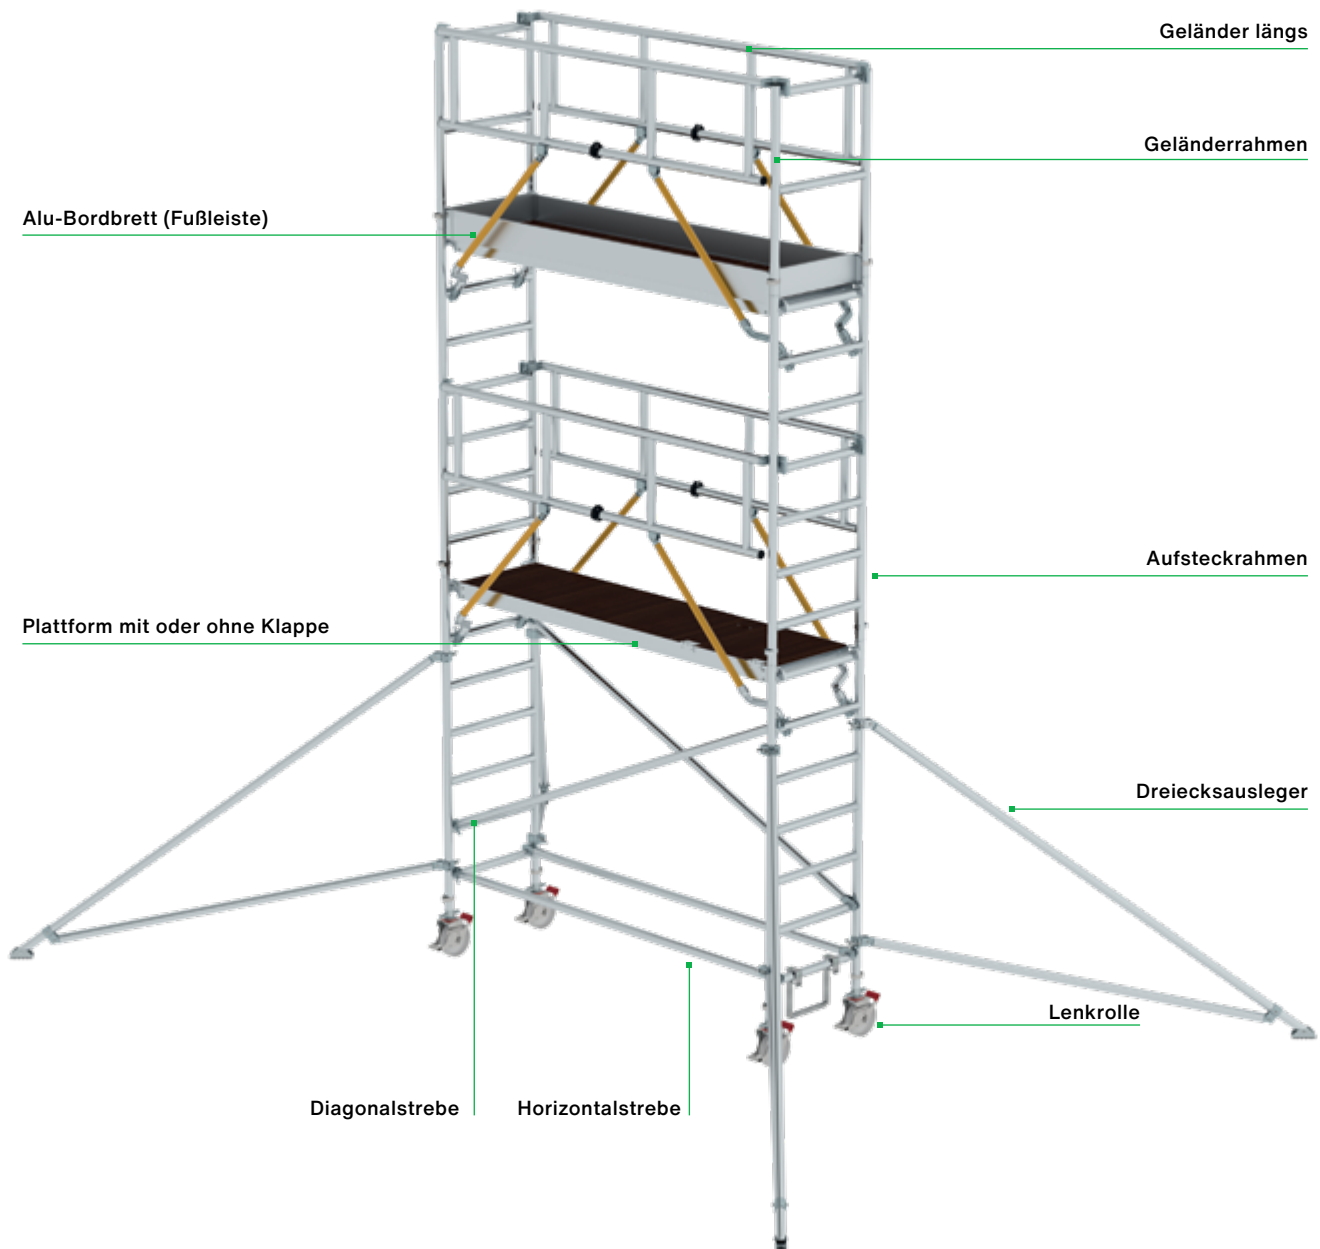 Geländer längs
Geländerrahmen
Alu-Bordbrett (Fußleiste)
Aufsteckrahmen
Plattform mit oder ohne Klappe
Dreiecksausleger
Lenkrolle
Diagonalstrebe
Horizontalstrebe